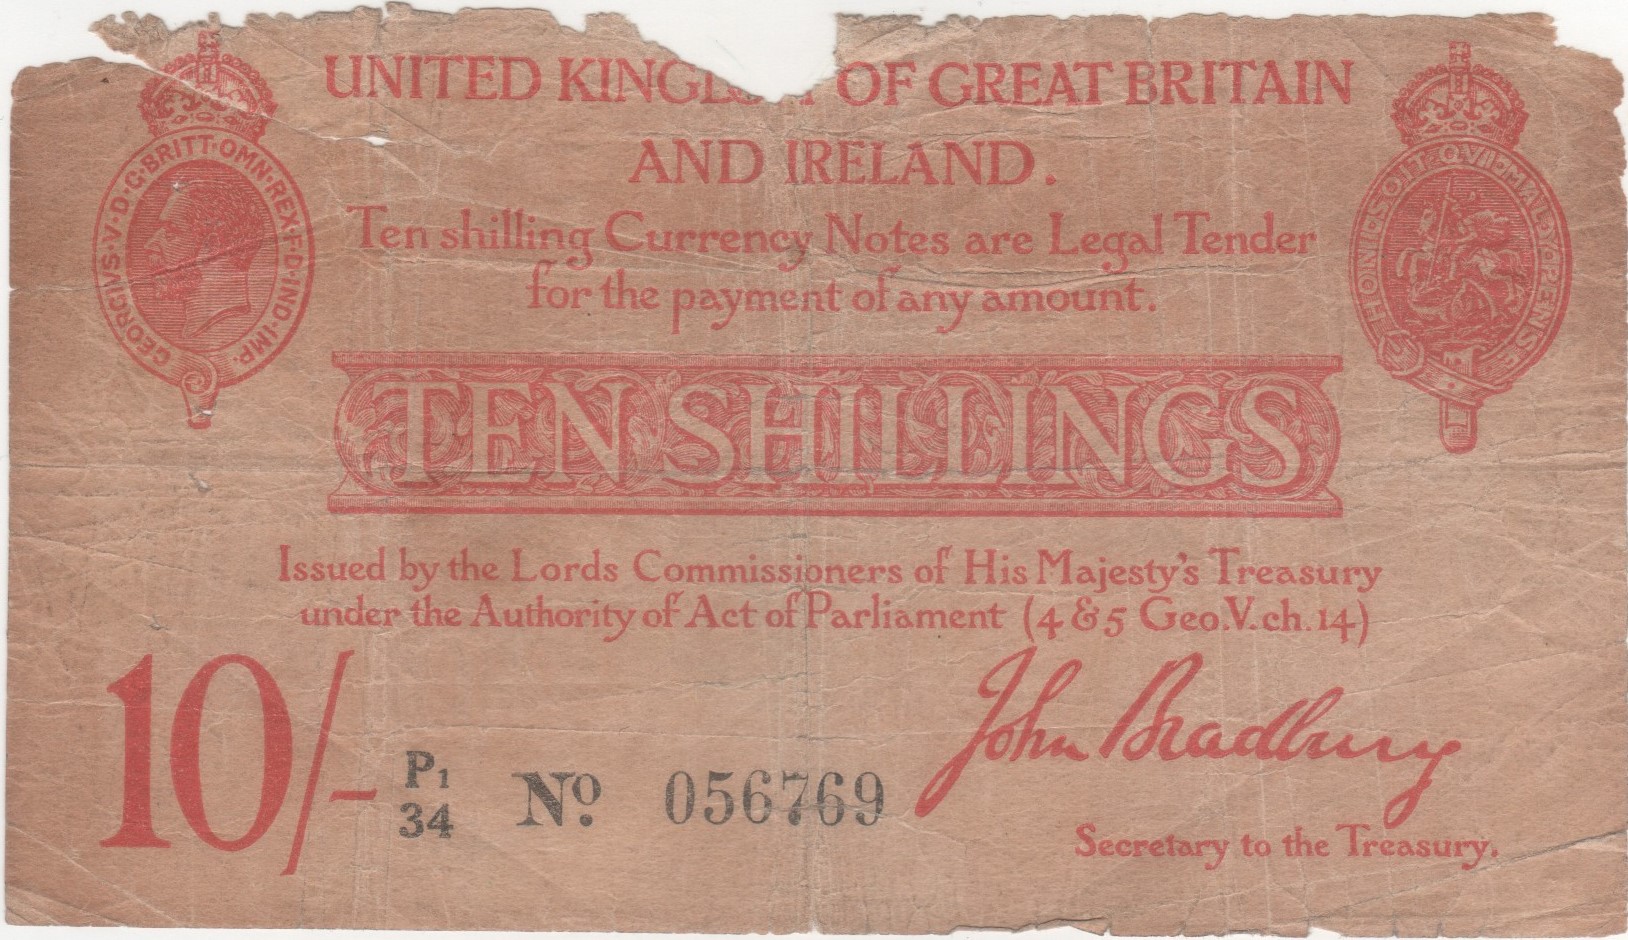 UNITED KINGDOM OF GREAT BRITAIN
AND IRELAND.
GEORGIVS·V·D·G·BRITT·OMN·REX·F·D·IND·IMP.
HONI·SOIT·QVI·MAL·Y·PENSE
Ten shilling Currency Notes are Legal Tender
for the payment of any amount.
TEN SHILLINGS
Issued by the Lords Commissioners of His Majesty's Treasury
under the Authority of Act of Parliament (4 & 5 Geo.V.ch.14)
10/-
P1
34
No. 056769
John Bradbury
Secretary to the Treasury.